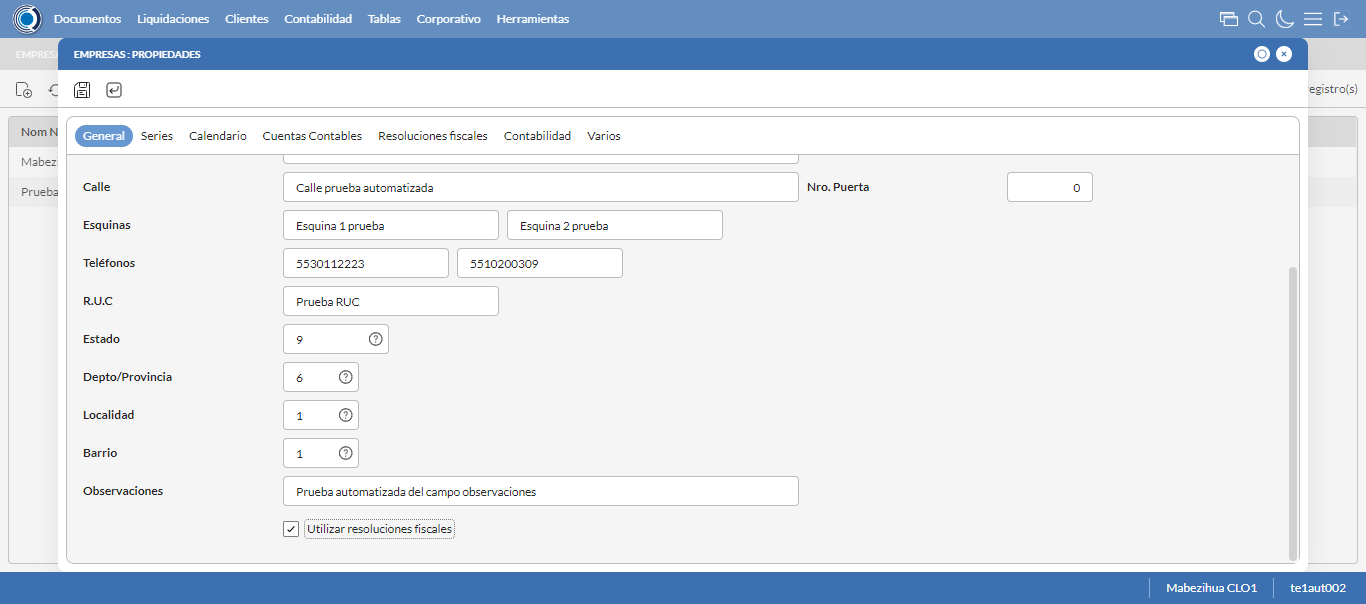 Documentos Liquidaciones Clientes Contabilidad Tablas Corporativo Herramientas
EMPRESAS : PROPIEDADES
egistro(s)
General Series Calendario Cuentas Contables Resoluciones fiscales Contabilidad Varios
Nom N
Mabez
Prueba
Calle Calle prueba automatizada Nro. Puerta 0
Esquinas Esquina 1 prueba Esquina 2 prueba
Teléfonos 5530112223 5510200309
R.U.C Prueba RUC
Estado 9
Depto/Provincia 6
Localidad 1
Barrio 1
Observaciones Prueba automatizada del campo observaciones
Utilizar resoluciones fiscales
Mabezihua CLO1 te1aut002